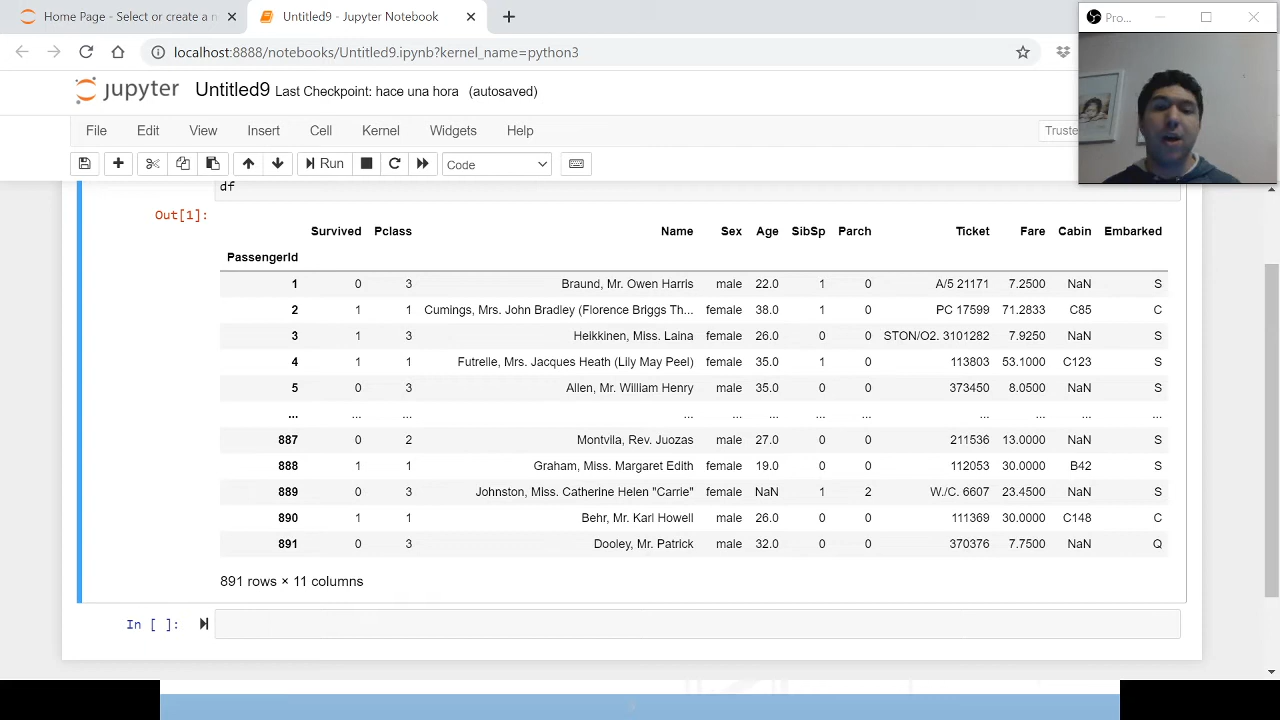 Home Page - Select or create a n
Untitled9 - Jupyter Notebook
Pro...
localhost:8888/notebooks/Untitled9.ipynb?kernel_name=python3
jupyter Untitled9 Last Checkpoint: hace una hora (autosaved)
File Edit View Insert Cell Kernel Widgets Help
Truste
Run Code
df
Out[1]:
Survived Pclass Name Sex Age SibSp Parch Ticket Fare Cabin Embarked
PassengerId
1 0 3 Braund, Mr. Owen Harris male 22.0 1 0 A/5 21171 7.2500 NaN S
2 1 1 Cumings, Mrs. John Bradley (Florence Briggs Th... female 38.0 1 0 PC 17599 71.2833 C85 C
3 1 3 Heikkinen, Miss. Laina female 26.0 0 0 STON/O2. 3101282 7.9250 NaN S
4 1 1 Futrelle, Mrs. Jacques Heath (Lily May Peel) female 35.0 1 0 113803 53.1000 C123 S
5 0 3 Allen, Mr. William Henry male 35.0 0 0 373450 8.0500 NaN S
... ... ... ... ... ... ... ... ... ... ... ...
887 0 2 Montvila, Rev. Juozas male 27.0 0 0 211536 13.0000 NaN S
888 1 1 Graham, Miss. Margaret Edith female 19.0 0 0 112053 30.0000 B42 S
889 0 3 Johnston, Miss. Catherine Helen "Carrie" female NaN 1 2 W./C. 6607 23.4500 NaN S
890 1 1 Behr, Mr. Karl Howell male 26.0 0 0 111369 30.0000 C148 C
891 0 3 Dooley, Mr. Patrick male 32.0 0 0 370376 7.7500 NaN Q
891 rows × 11 columns
In [ ]: